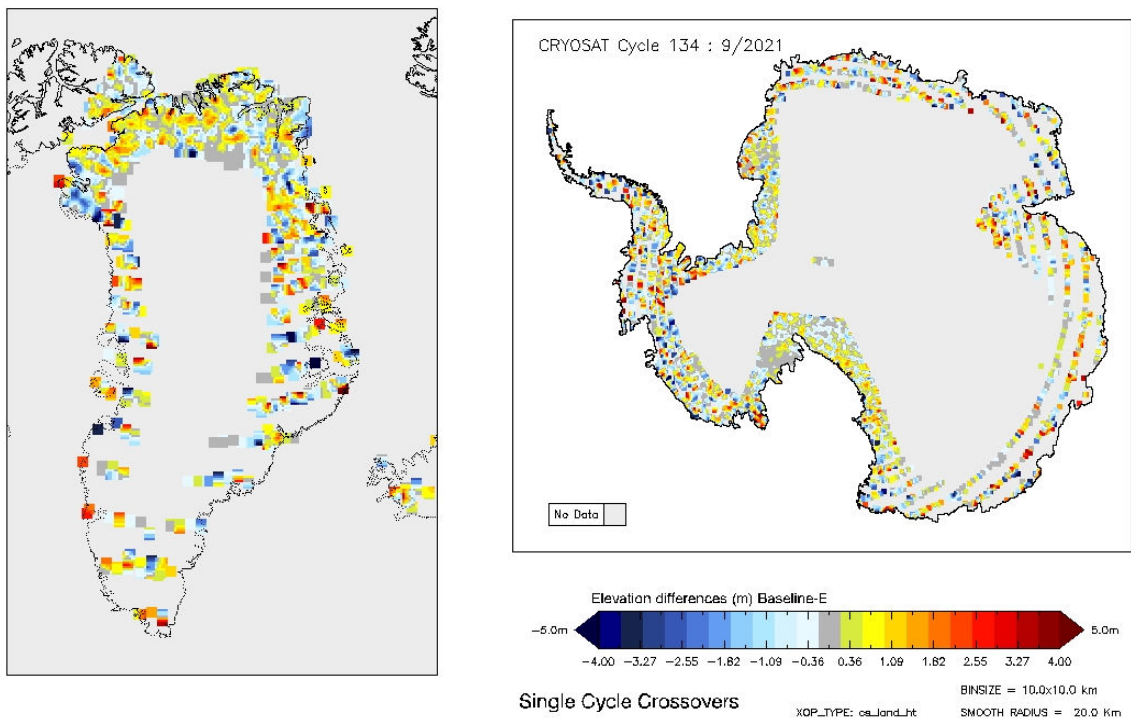 CRYOSAT Cycle 134 : 9/2021
No Data
Elevation differences (m) Baseline-E
-5.0m
5.0m
-4.00 -3.27 -2.55 -1.82 -1.09 -0.36 0.36 1.09 1.82 2.55 3.27 4.00
Single Cycle Crossovers
BINSIZE = 10.0x10.0 km
XOP_TYPE: cs_land_ht
SMOOTH RADIUS = 20.0 Km